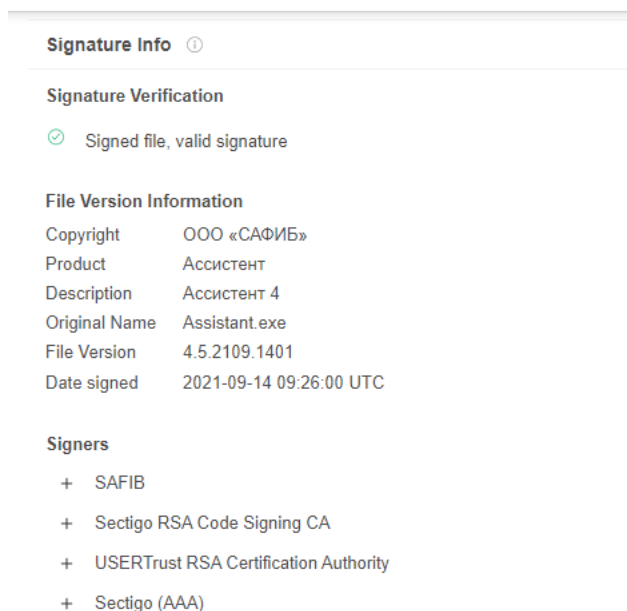 Signature Info
Signature Verification
Signed file, valid signature
File Version Information
Copyright ООО «САФИБ»
Product Ассистент
Description Ассистент 4
Original Name Assistant.exe
File Version 4.5.2109.1401
Date signed 2021-09-14 09:26:00 UTC
Signers
+ SAFIB
+ Sectigo RSA Code Signing CA
+ USERTrust RSA Certification Authority
+ Sectigo (AAA)